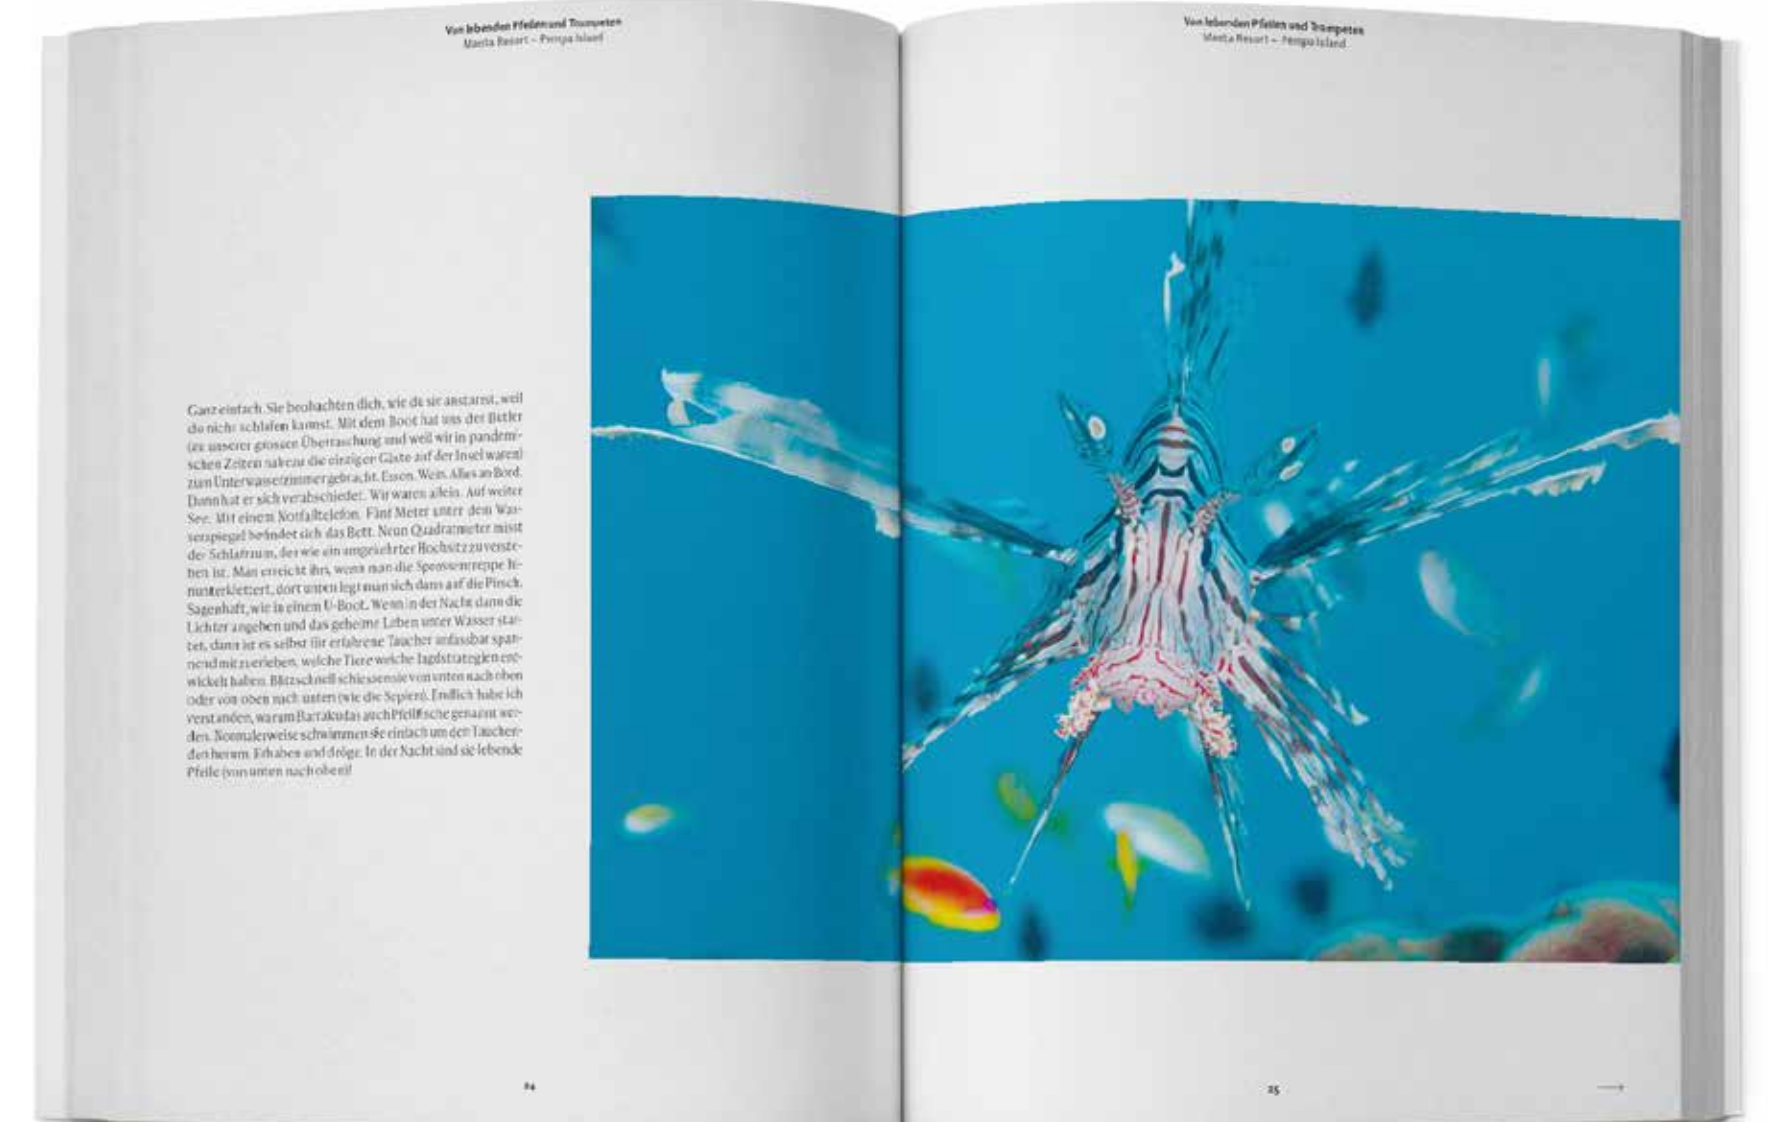 Von lebenden Pfeilen und Trompeten
Manta Resort – Pemba Island
Von lebenden Pfeilen und Trompeten
Manta Resort – Pemba Island
Ganz einfach. Sie beobachten dich, wie du sie anstarrst, weil
du nicht schlafen kannst. Mit dem Boot hat uns der Butler
(zu unserer grossen Überraschung und weil wir in pandemi-
schen Zeiten nahezu die einzigen Gäste auf der Insel waren)
zum Unterwasserzimmer gebracht. Essen. Wein. Alles an Bord.
Dann hat er sich verabschiedet. Wir waren allein. Auf weiter
See. Mit einem Notfalltelefon. Fünf Meter unter dem Was-
serspiegel befindet sich das Bett. Neun Quadratmeter misst
der Schlafraum, der wie ein umgekehrter Hochsitz zu verste-
hen ist. Man erreicht ihn, wenn man die Sprossentreppe hi-
nunterklettert, dort unten legt man sich dann auf die Pirsch.
Sagenhaft, wie in einem U-Boot. Wenn in der Nacht dann die
Lichter angehen und das geheime Leben unter Wasser star-
tet, dann ist es selbst für erfahrene Taucher unfassbar span-
nend mitzuerleben, welche Tiere welche Jagdstrategien ent-
wickelt haben. Blitzschnell schiessen sie von unten nach oben
oder von oben nach unten (wie die Sepien). Endlich habe ich
verstanden, warum Barrakudas auch Pfeilfische genannt wer-
den. Normalerweise schwimmen sie einfach um den Tauchen-
den herum. Erhaben und dröge. In der Nacht sind sie lebende
Pfeile (von unten nach oben)!
24
25